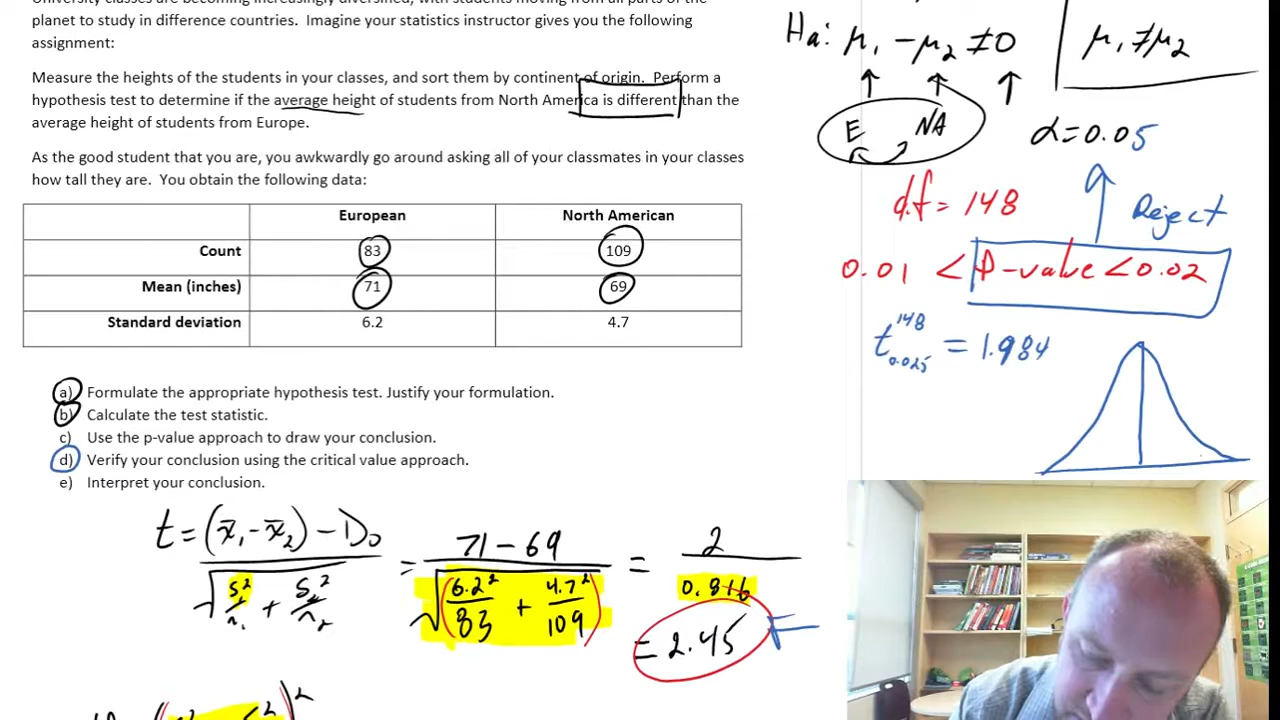 University classes are becoming increasingly diversified, with students moving from all parts of the
planet to study in difference countries. Imagine your statistics instructor gives you the following
assignment:
Measure the heights of the students in your classes, and sort them by continent of origin. Perform a
hypothesis test to determine if the average height of students from North America is different than the
average height of students from Europe.
As the good student that you are, you awkwardly go around asking all of your classmates in your classes
how tall they are. You obtain the following data:
European North American
Count 83 109
Mean (inches) 71 69
Standard deviation 6.2 4.7
a) Formulate the appropriate hypothesis test. Justify your formulation.
b) Calculate the test statistic.
c) Use the p-value approach to draw your conclusion.
d) Verify your conclusion using the critical value approach.
e) Interpret your conclusion.
t = (x̄₁ - x̄₂) - D₀ / √(s₁²/n₁ + s₂²/n₂) = 71 - 69 / √(6.2²/83 + 4.7²/109) = 2 / 0.816
= 2.45
Ha: μ₁ - μ₂ ≠ 0
μ₁ ≠ μ₂
E NA
α = 0.05
d.f = 148
Reject
0.01 < P-value < 0.02
t¹⁴⁸₀.₀₂₅ = 1.984